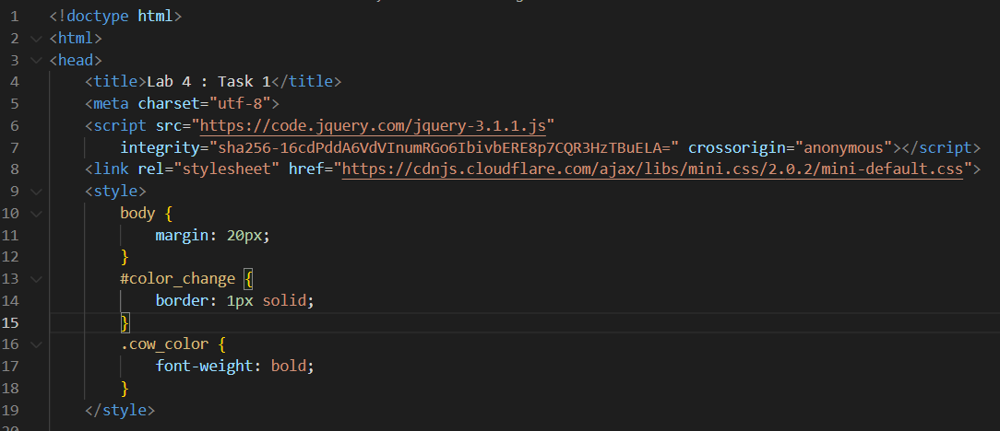 1 <!doctype html>
2 <html>
3 <head>
4 <title>Lab 4 : Task 1</title>
5 <meta charset="utf-8">
6 <script src="https://code.jquery.com/jquery-3.1.1.js"
7 integrity="sha256-16cdPddA6VdVInumRGo6IbivbERE8p7CQR3HzTBuELA=" crossorigin="anonymous"></script>
8 <link rel="stylesheet" href="https://cdnjs.cloudflare.com/ajax/libs/mini.css/2.0.2/mini-default.css">
9 <style>
10 body {
11 margin: 20px;
12 }
13 #color_change {
14 border: 1px solid;
15 }
16 .cow_color {
17 font-weight: bold;
18 }
19 </style>